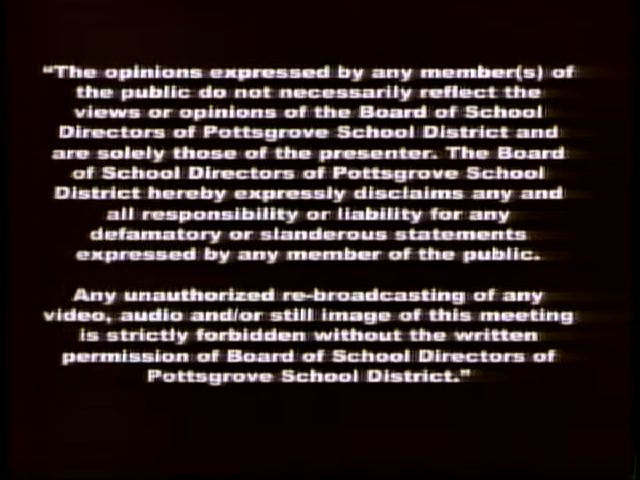 “The opinions expressed by any member(s) of
the public do not necessarily reflect the
views or opinions of the Board of School
Directors of Pottsgrove School District and
are solely those of the presenter. The Board
of School Directors of Pottsgrove School
District hereby expressly disclaims any and
all responsibility or liability for any
defamatory or slanderous statements
expressed by any member of the public.
Any unauthorized re-broadcasting of any
video, audio and/or still image of this meeting
is strictly forbidden without the written
permission of Board of School Directors of
Pottsgrove School District.”